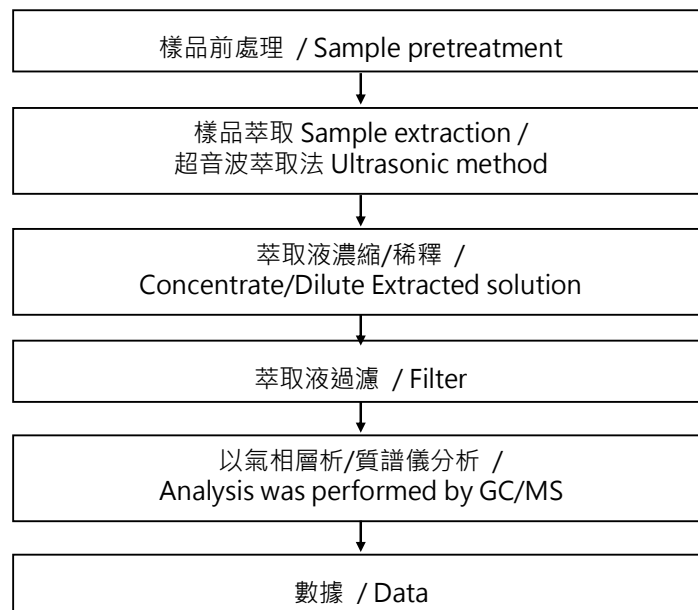 樣品前處理 / Sample pretreatment
樣品萃取 Sample extraction /
超音波萃取法 Ultrasonic method
萃取液濃縮/稀釋 /
Concentrate/Dilute Extracted solution
萃取液過濾 / Filter
以氣相層析/質譜儀分析 /
Analysis was performed by GC/MS
數據 / Data